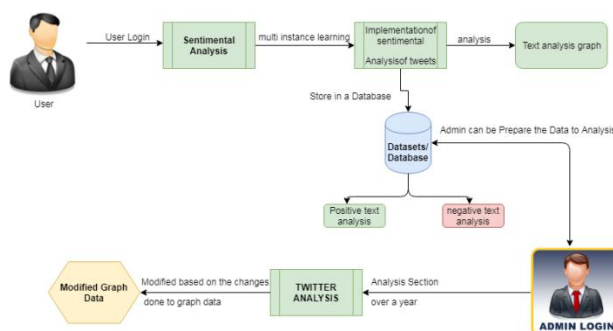 User Login
Sentimental
Analysis
multi instance learning
Implementationof
sentimental
Analysisof tweets
analysis
Text analysis graph
User
Store in a Database
Datasets/
Database
Admin can be Prepare the Data to Analysis
Positive text
analysis
negative text
analysis
Modified Graph
Data
Modified based on the changes
done to graph data
TWITTER
ANALYSIS
Analysis Section
over a year
ADMIN LOGIN